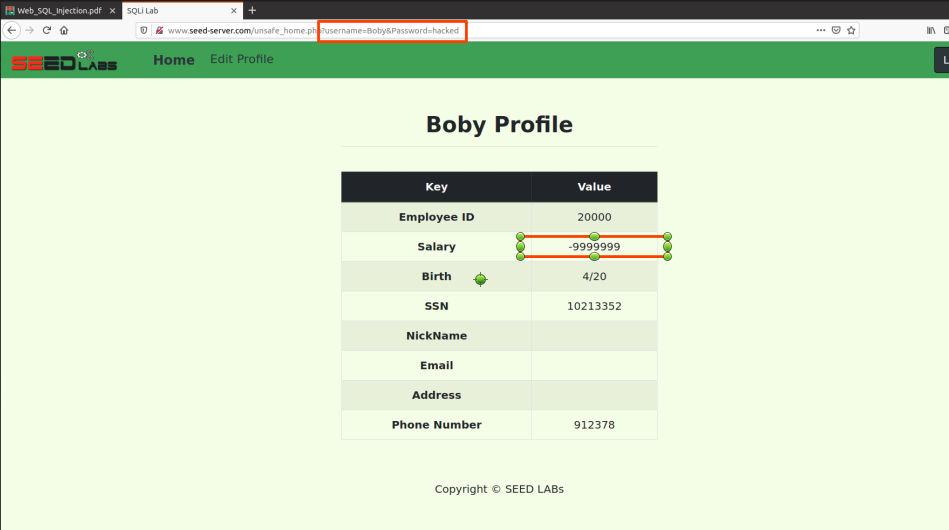 Web_SQL_Injection.pdf × SQLi Lab × +
www.seed-server.com/unsafe_home.php?username=Boby&Password=hacked
SEED LABS Home Edit Profile L
Boby Profile
Key Value
Employee ID 20000
Salary -9999999
Birth 4/20
SSN 10213352
NickName
Email
Address
Phone Number 912378
Copyright © SEED LABs